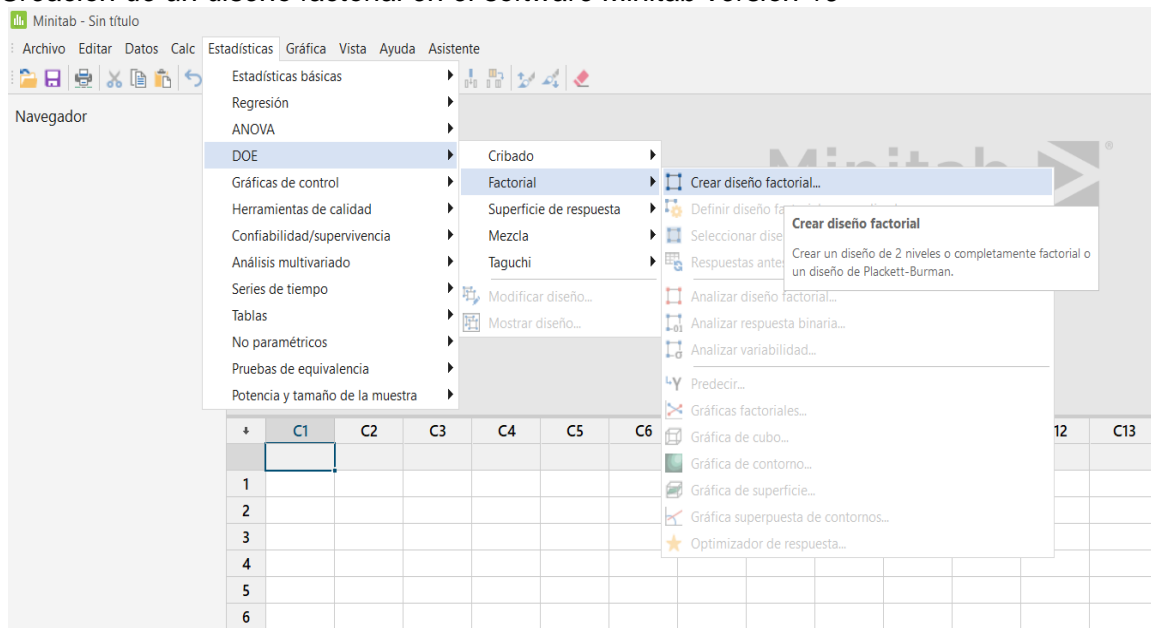 Creación de un diseño factorial en el software Minitab versión
Minitab - Sin título
Archivo Editar Datos Calc Estadísticas Gráfica Vista Ayuda Asistente
Navegador
Estadísticas básicas
Regresión
ANOVA
DOE
Gráficas de control
Herramientas de calidad
Confiabilidad/supervivencia
Análisis multivariado
Series de tiempo
Tablas
No paramétricos
Pruebas de equivalencia
Potencia y tamaño de la muestra
Cribado
Factorial
Superficie de respuesta
Mezcla
Taguchi
Modificar diseño...
Mostrar diseño...
Minitab ®
Crear diseño factorial...
Definir diseño
Seleccionar
Respuestas
Analizar diseño factorial...
Analizar respuesta binaria...
Analizar variabilidad...
Predecir...
Gráficas factoriales...
Gráfica de cubo...
Gráfica de contorno...
Gráfica de superficie...
Gráfica superpuesta de contornos...
Optimizador de respuesta...
Crear diseño factorial
Crear un diseño de 2 niveles o completamente factorial o
un diseño de Plackett-Burman.
C1 C2 C3 C4 C5 C6 12 C13
1
2
3
4
5
6